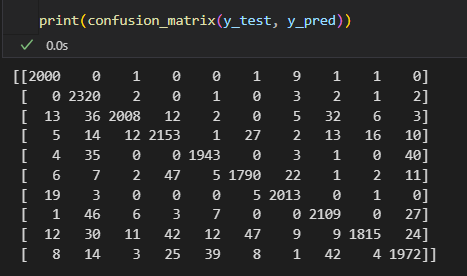 print(confusion_matrix(y_test, y_pred))
0.0s
[[2000    0    1    0    0    1    9    1    1    0]
 [   0 2320    2    0    1    0    3    2    1    2]
 [  13   36 2008   12    2    0    5   32    6    3]
 [   5   14   12 2153    1   27    2   13   16   10]
 [   4   35    0    0 1943    0    3    1    0   40]
 [   6    7    2   47    5 1790   22    1    2   11]
 [  19    3    0    0    0    5 2013    0    1    0]
 [   1   46    6    3    7    0    0 2109    0   27]
 [  12   30   11   42   12   47    9    9 1815   24]
 [   8   14    3   25   39    8    1   42    4 1972]]